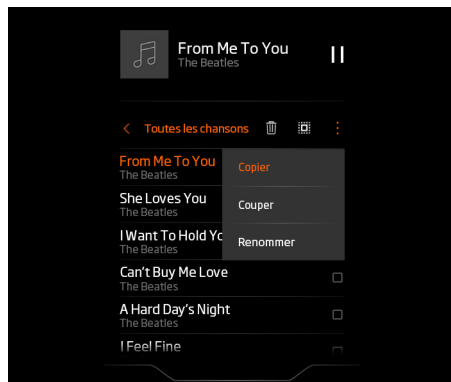 From Me To You
The Beatles
Toutes les chansons
From Me To You
The Beatles
Copier
She Loves You
The Beatles
Couper
I Want To Hold Yo
The Beatles
Renommer
Can't Buy Me Love
The Beatles
A Hard Day's Night
The Beatles
I Feel Fine